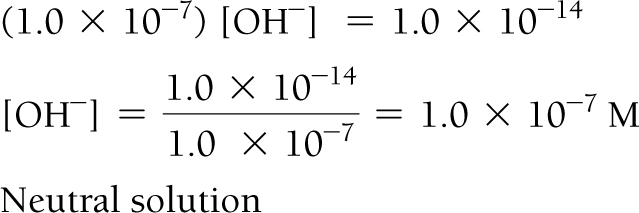 (1.0 × 10⁻⁷) [OH⁻] = 1.0 × 10⁻¹⁴
[OH⁻] = 1.0 × 10⁻¹⁴ / 1.0 × 10⁻⁷ = 1.0 × 10⁻⁷ M
Neutral solution